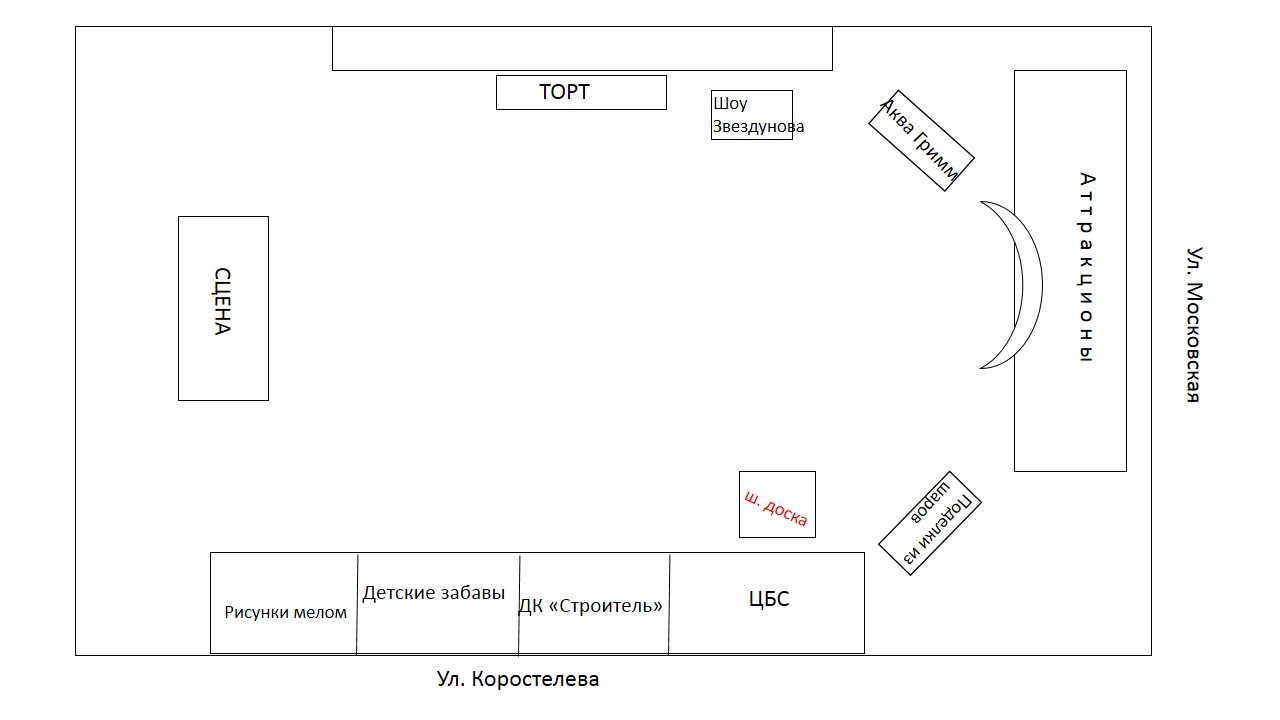 ТОРТ
Шоу
Звездунова
Аква Гримм
Аттракционы
Ул. Московская
СЦЕНА
ш. доска
Поделки из
шаров
Рисунки мелом
Детские забавы
ДК «Строитель»
ЦБС
Ул. Коростелева